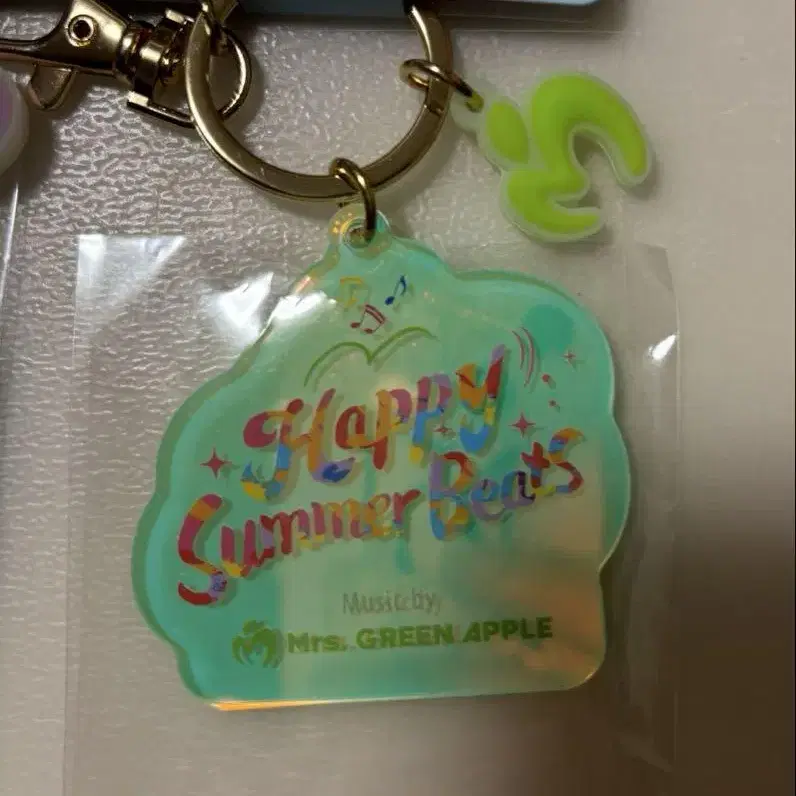 Happy
Summer Beats
Music by
Mrs. GREEN APPLE